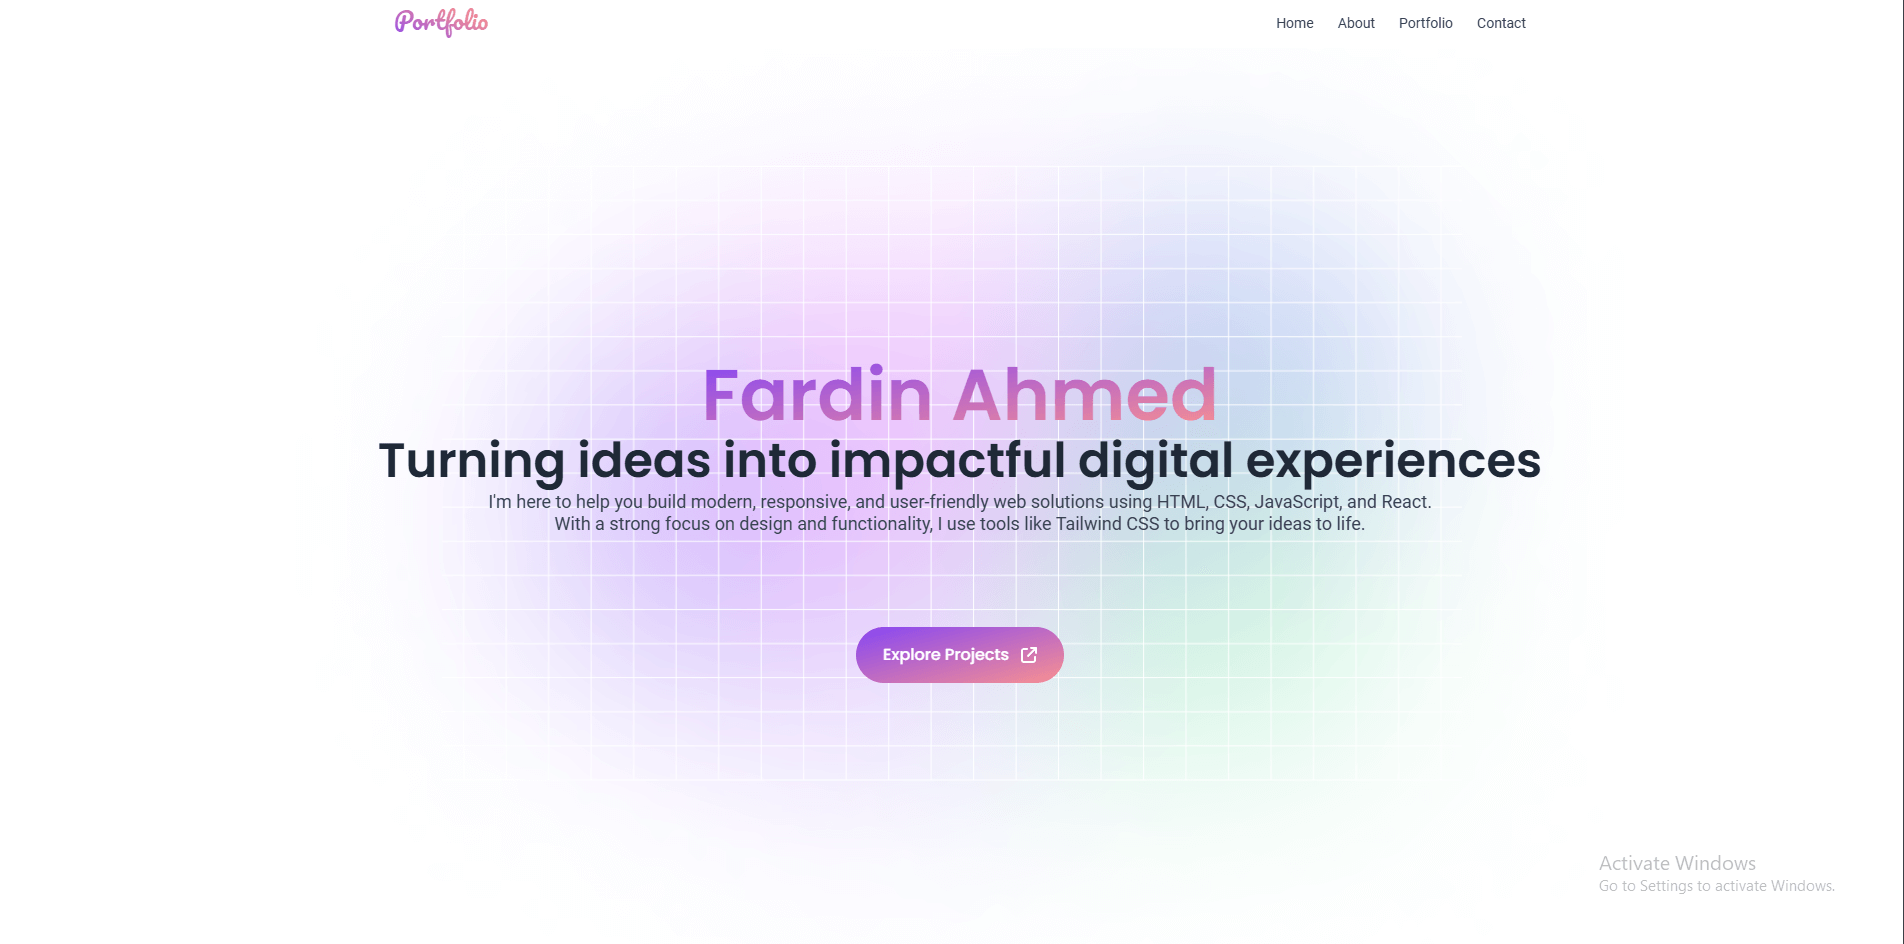 Portfolio
Home About Portfolio Contact
Fardin Ahmed
Turning ideas into impactful digital experiences
I'm here to help you build modern, responsive, and user-friendly web solutions using HTML, CSS, JavaScript, and React.
With a strong focus on design and functionality, I use tools like Tailwind CSS to bring your ideas to life.
Explore Projects
Activate Windows
Go to Settings to activate Windows.